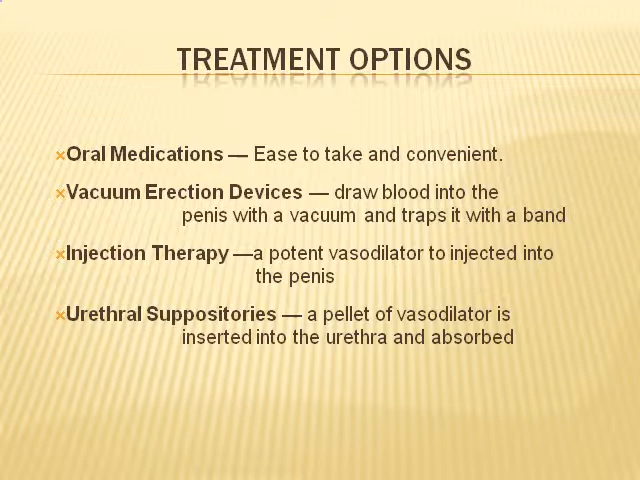 TREATMENT OPTIONS
Oral Medications — Ease to take and convenient.
Vacuum Erection Devices — draw blood into the
penis with a vacuum and traps it with a band
Injection Therapy —a potent vasodilator to injected into
the penis
Urethral Suppositories — a pellet of vasodilator is
inserted into the urethra and absorbed